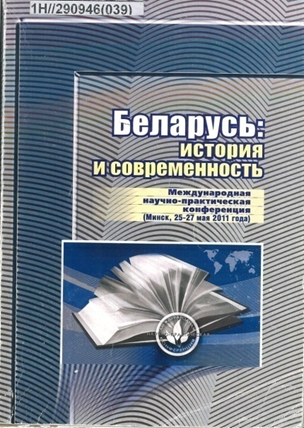 1Н//290946(039)
Беларусь:
история
и современность
Международная
научно-практическая
конференция
(Минск, 25-27 мая 2011 года)